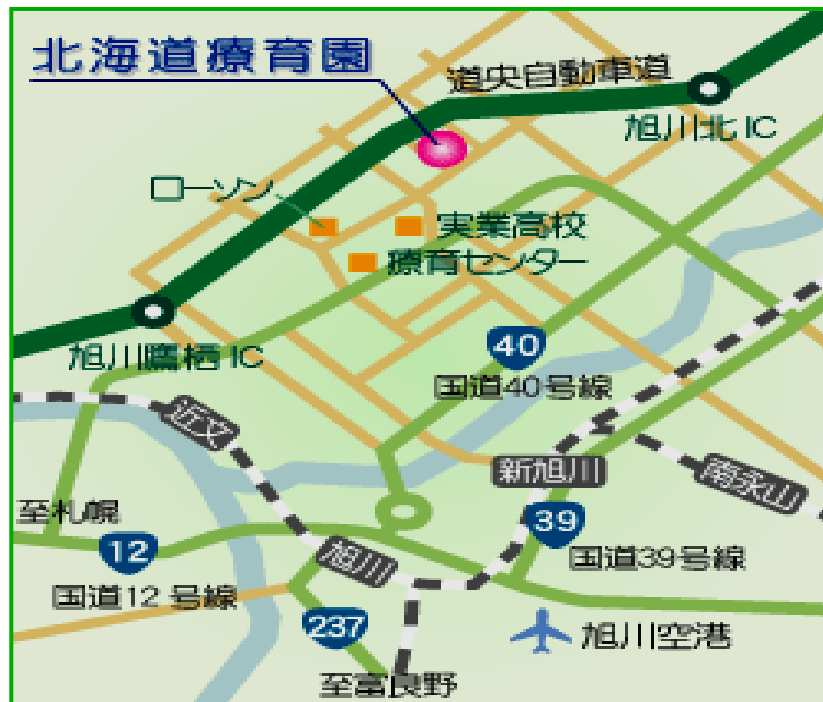 北海道療育園
道央自動車道
旭川北IC
ローソン
実業高校
療育センター
旭川鷹栖IC
40
国道40号線
近文
新旭川
南永山
至札幌
12
旭川
39
国道39号線
国道12号線
237
旭川空港
至富良野